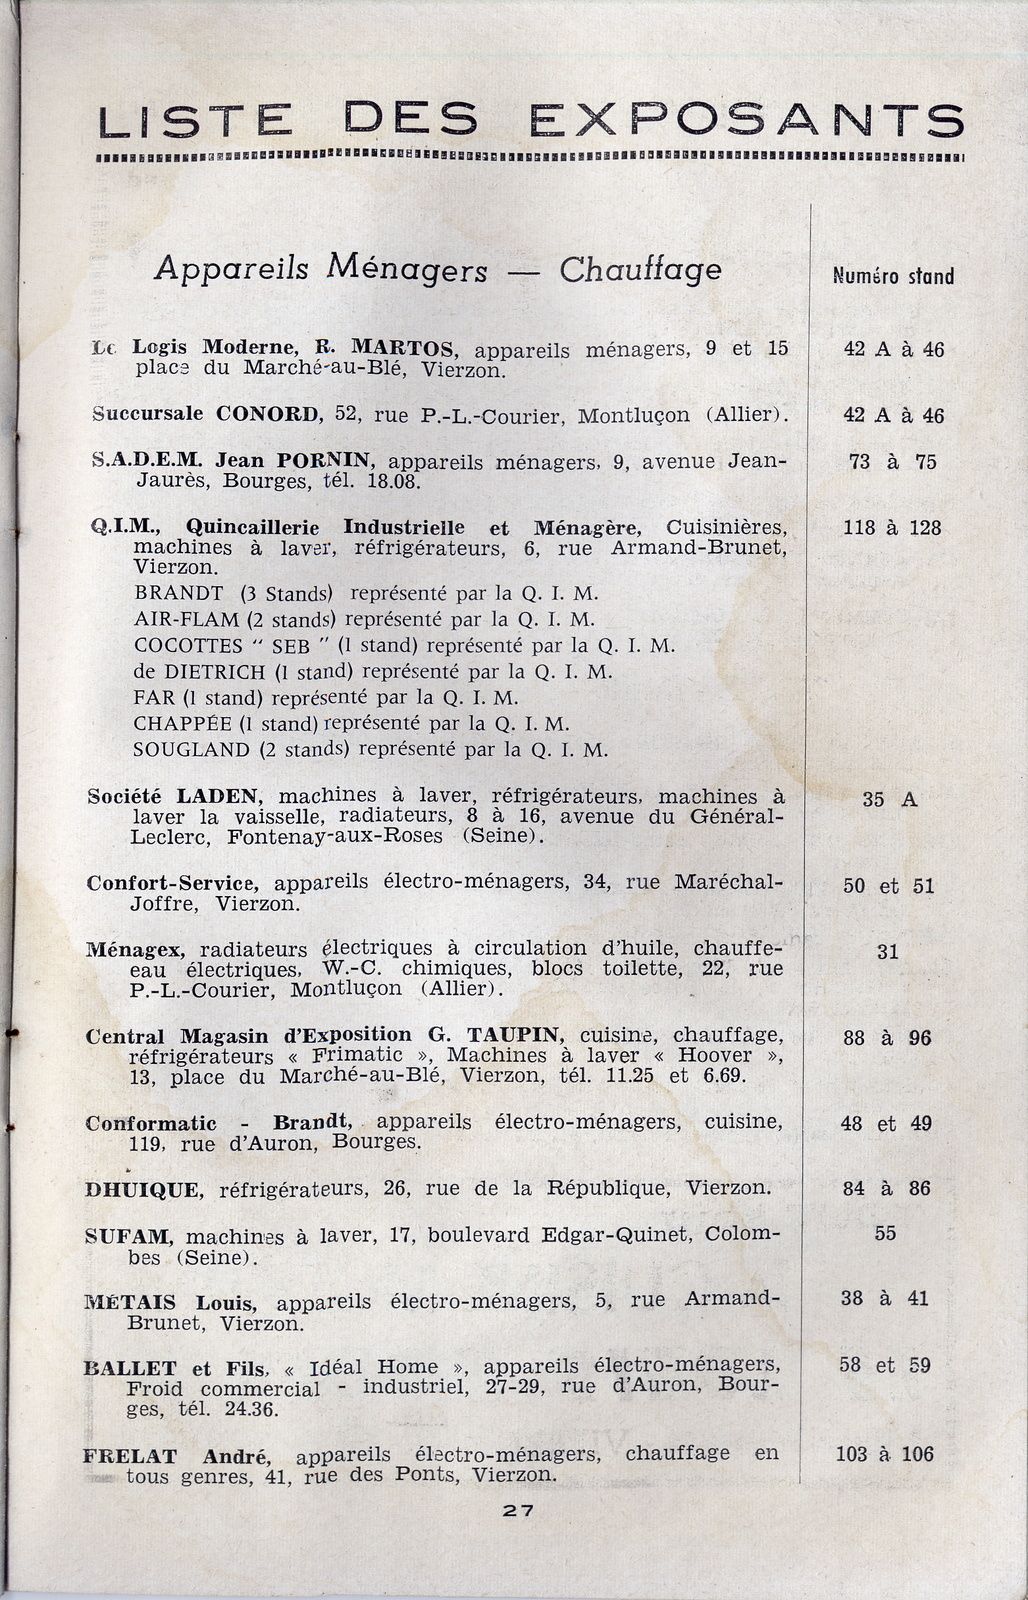 LISTE DES EXPOSANTS
Appareils Ménagers — Chauffage
Numéro stand
Le Logis Moderne, R. MARTOS, appareils ménagers, 9 et 15 42 A à 46
place du Marché-au-Blé, Vierzon.
Succursale CONORD, 52, rue P.-L.-Courier, Montluçon (Allier). 42 A à 46
S.A.D.E.M. Jean PORNIN, appareils ménagers, 9, avenue Jean- 73 à 75
Jaurès, Bourges, tél. 18.08.
Q.I.M., Quincaillerie Industrielle et Ménagère, Cuisinières, 118 à 128
machines à laver, réfrigérateurs, 6, rue Armand-Brunet,
Vierzon.
BRANDT (3 Stands) représenté par la Q. I. M.
AIR-FLAM (2 stands) représenté par la Q. I. M.
COCOTTES " SEB " (1 stand) représenté par la Q. I. M.
de DIETRICH (1 stand) représenté par la Q. I. M.
FAR (1 stand) représenté par la Q. I. M.
CHAPPÉE (1 stand) représenté par la Q. I. M.
SOUGLAND (2 stands) représenté par la Q. I. M.
Société LADEN, machines à laver, réfrigérateurs, machines à 35 A
laver la vaisselle, radiateurs, 8 à 16, avenue du Général-
Leclerc, Fontenay-aux-Roses (Seine).
Confort-Service, appareils électro-ménagers, 34, rue Maréchal- 50 et 51
Joffre, Vierzon.
Ménagex, radiateurs électriques à circulation d'huile, chauffe- 31
eau électriques, W.-C. chimiques, blocs toilette, 22, rue
P.-L.-Courier, Montluçon (Allier).
Central Magasin d'Exposition G. TAUPIN, cuisine, chauffage, 88 à 96
réfrigérateurs « Frimatic », Machines à laver « Hoover »,
13, place du Marché-au-Blé, Vierzon, tél. 11.25 et 6.69.
Conformatic - Brandt, appareils électro-ménagers, cuisine, 48 et 49
119, rue d'Auron, Bourges.
DHUIQUE, réfrigérateurs, 26, rue de la République, Vierzon. 84 à 86
SUFAM, machines à laver, 17, boulevard Edgar-Quinet, Colom- 55
bes (Seine).
MÉTAIS Louis, appareils électro-ménagers, 5, rue Armand- 38 à 41
Brunet, Vierzon.
BALLET et Fils, « Idéal Home », appareils électro-ménagers, 58 et 59
Froid commercial - industriel, 27-29, rue d'Auron, Bour-
ges, tél. 24.36.
FRELAT André, appareils électro-ménagers, chauffage en 103 à 106
tous genres, 41, rue des Ponts, Vierzon.
27